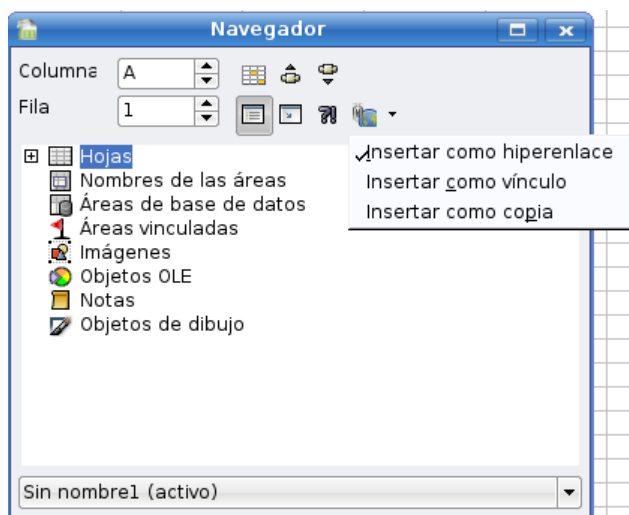 Navegador
Columna A
Fila 1
Insertar como hiperenlace
Insertar como vínculo
Insertar como copia
Hojas
Nombres de las áreas
Áreas de base de datos
Áreas vinculadas
Imágenes
Objetos OLE
Notas
Objetos de dibujo
Sin nombre1 (activo)